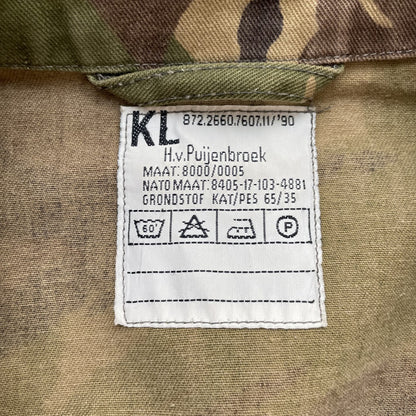 KL 872.2660.7607.11/'90
H.v.Puijenbroek
MAAT: 8000/0005
NATO MAAT: 8405-17-103-4881
GRONDSTOF KAT/PES 65/35
60 P